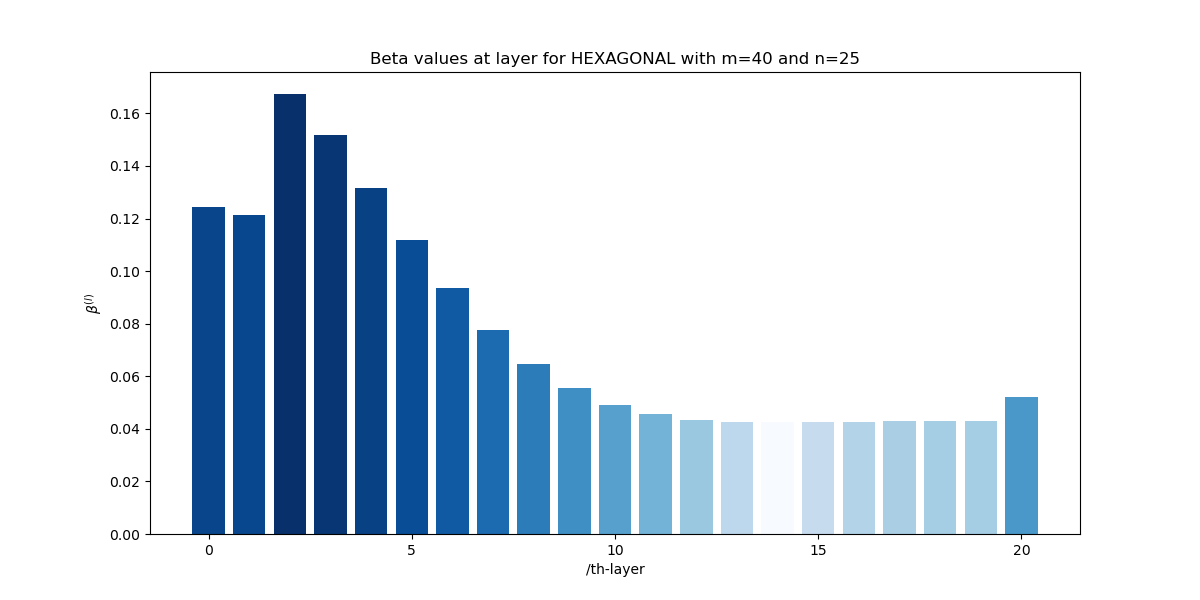 Beta values at layer for HEXAGONAL with m=40 and n=25
0.16
0.14
0.12
0.10
0.08
0.06
0.04
0.02
0.00
β⁽ˡ⁾
0 5 10 15 20
/th-layer